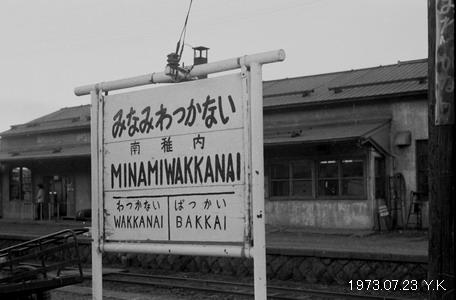 みなみわっかない
南稚内
MINAMIWAKKANAI
わっかない ばっかい
WAKKANAI BAKKAI
1973.07.23 Y.K